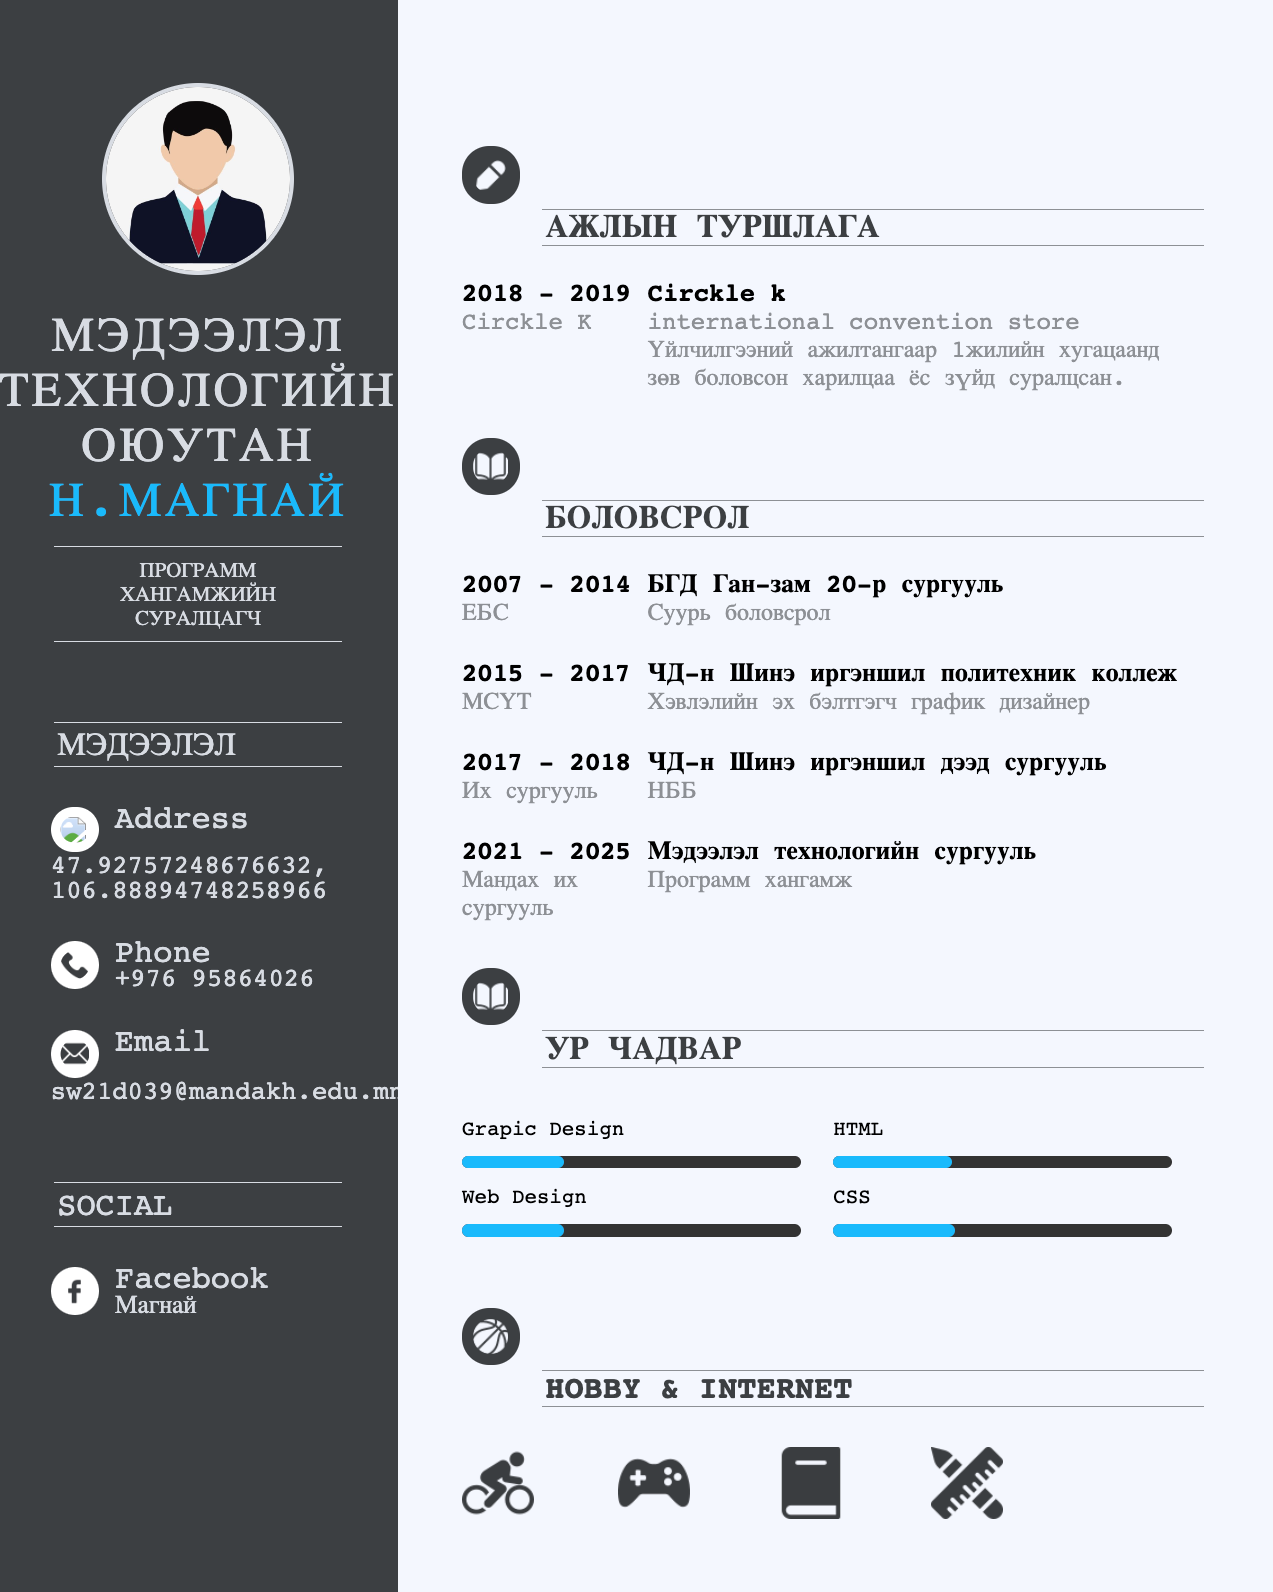 МЭДЭЭЛЭЛ
ТЕХНОЛОГИЙН
ОЮУТАН
Н.МАГНАЙ
ПРОГРАММ
ХАНГАМЖИЙН
СУРАЛЦАГЧ
МЭДЭЭЛЭЛ
Address
47.92757248676632,
106.88894748258966
Phone
+976 95864026
Email
sw21d039@mandakh.edu.mn
SOCIAL
Facebook
Магнай
АЖЛЫН ТУРШЛАГА
2018 - 2019 Circkle k
Circkle K international convention store
Үйлчилгээний ажилтангаар 1жилийн хугацаанд
зөв боловсон харилцаа ёс зүйд суралцсан.
БОЛОВСРОЛ
2007 - 2014 БГД Ган-зам 20-р сургууль
ЕБС Суурь боловсрол
2015 - 2017 ЧД-н Шинэ иргэншил политехник коллеж
МСҮТ Хэвлэлийн эх бэлтгэгч график дизайнер
2017 - 2018 ЧД-н Шинэ иргэншил дээд сургууль
Их сургууль НББ
2021 - 2025 Мэдээлэл технологийн сургууль
Мандах их Программ хангамж
сургууль
УР ЧАДВАР
Grapic Design HTML
Web Design CSS
HOBBY & INTERNET